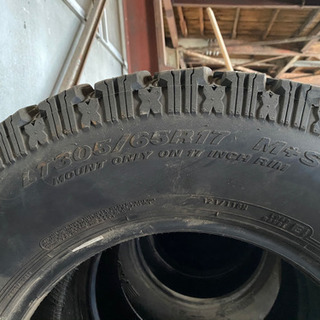 LT305/65R17 M+S
MOUNT ONLY ON 17 INCH RIM